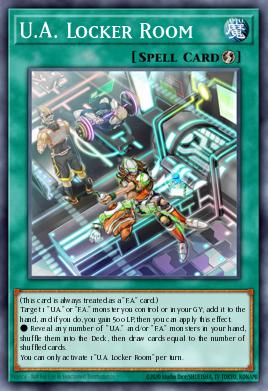 U.A. Locker Room
魔
[Spell Card]
(This card is always treated as a "F.A." card.)
Target 1 "U.A." or "F.A." monster you control or in your GY; add it to the
hand, and if you do, you gain 500 LP, then you can apply this effect.
● Reveal any number of "U.A." and/or "F.A." monsters in your hand,
shuffle them into the Deck, then draw cards equal to the number of
shuffled cards.
You can only activate 1 "U.A. Locker Room" per turn.